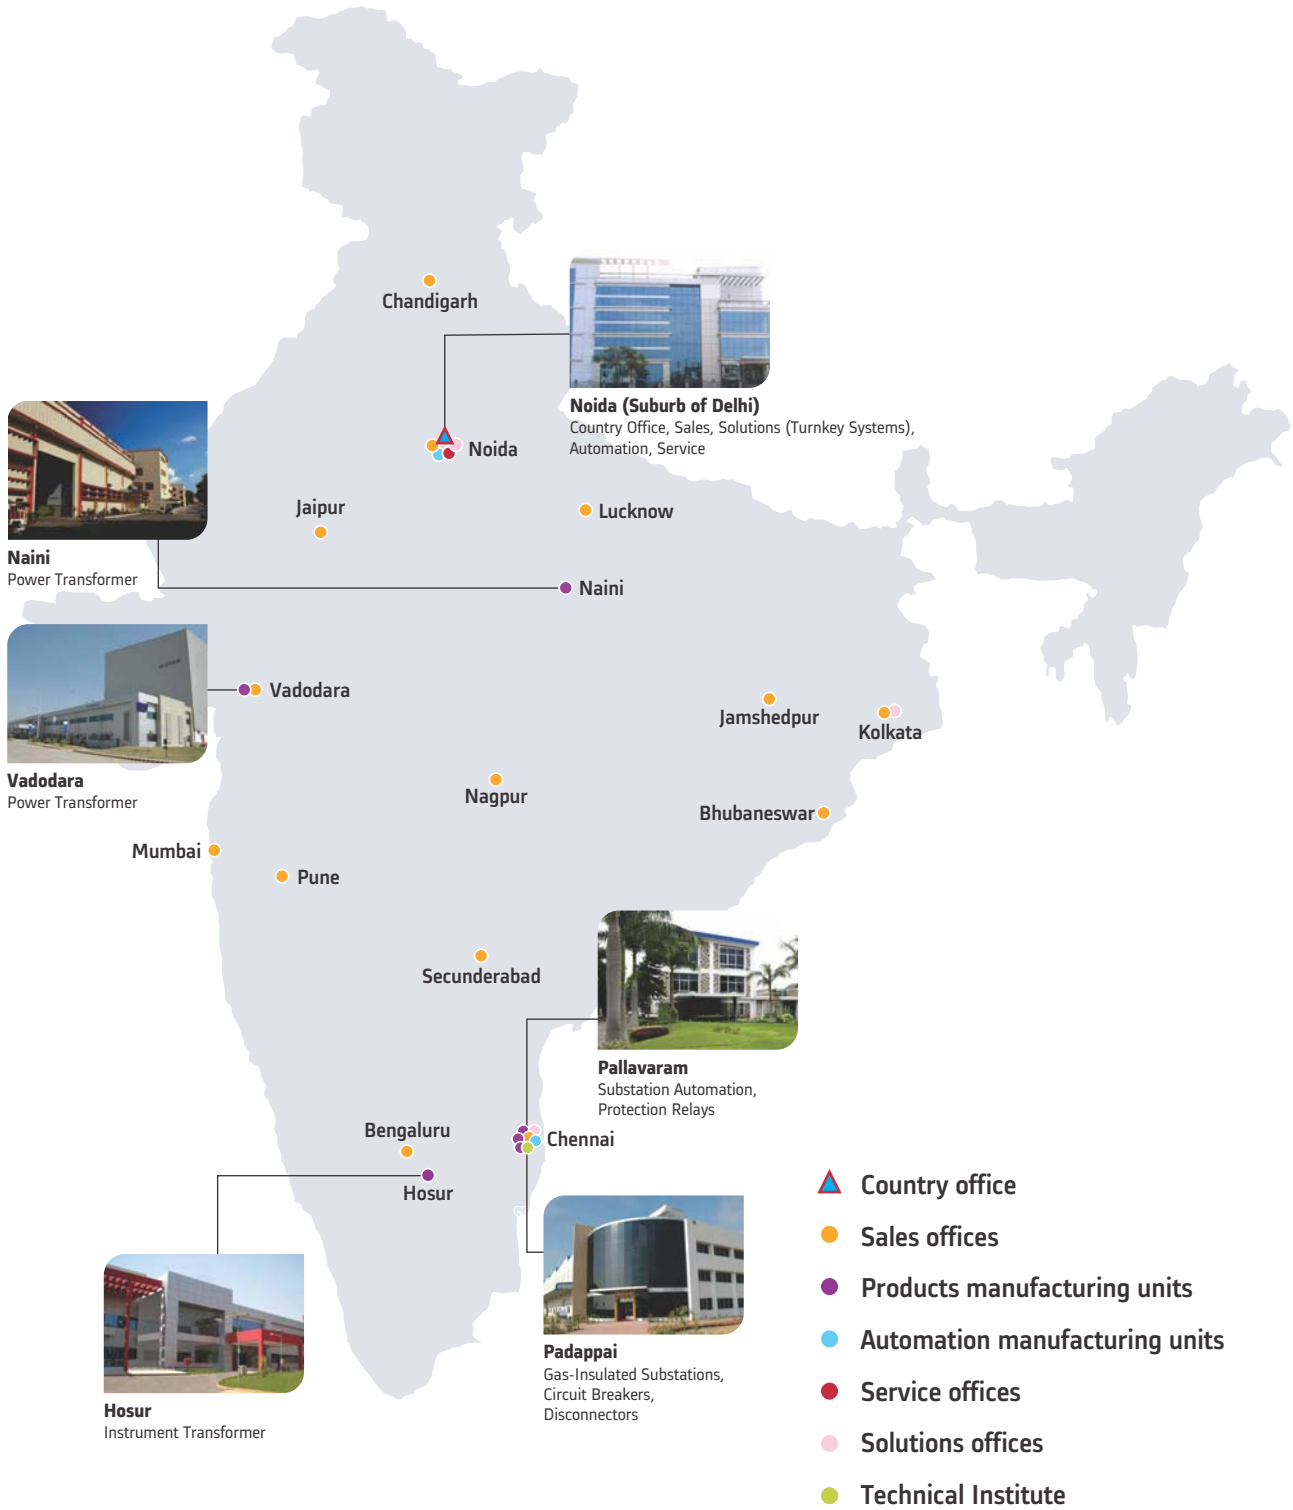 Chandigarh
Noida (Suburb of Delhi)
Country Office, Sales, Solutions (Turnkey Systems),
Automation, Service
Noida
Jaipur
Lucknow
Naini
Power Transformer
Naini
Vadodara
Vadodara
Power Transformer
Jamshedpur
Kolkata
Nagpur
Bhubaneswar
Mumbai
Pune
Secunderabad
Pallavaram
Substation Automation,
Protection Relays
Bengaluru
Chennai
Hosur
Padappai
Gas-Insulated Substations,
Circuit Breakers,
Disconnectors
Hosur
Instrument Transformer
Country office
Sales offices
Products manufacturing units
Automation manufacturing units
Service offices
Solutions offices
Technical Institute